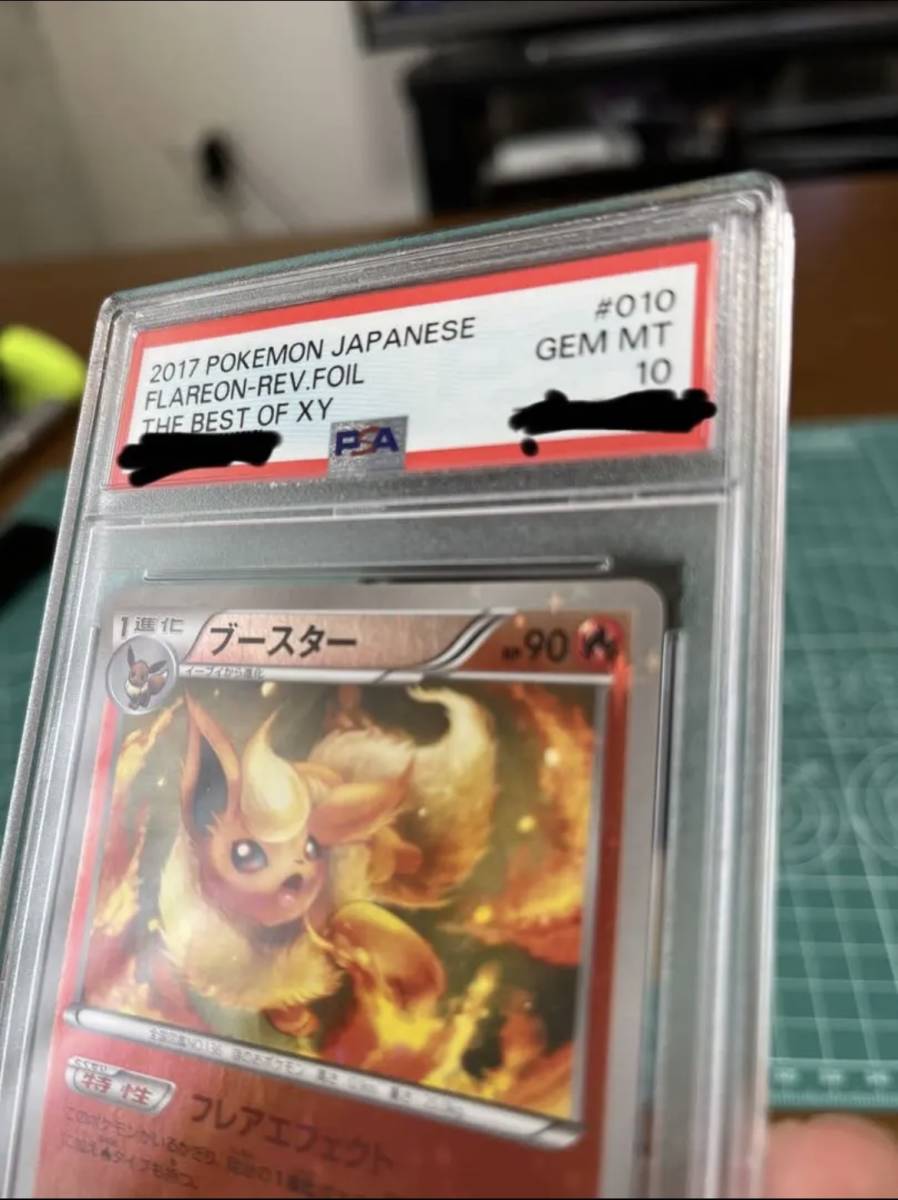 2017 POKEMON JAPANESE
FLAREON-REV.FOIL
THE BEST OF XY
#010
GEM MT
10
PSA
1進化
ブースター
HP90
イーブイから進化
特性
フレアエフェクト